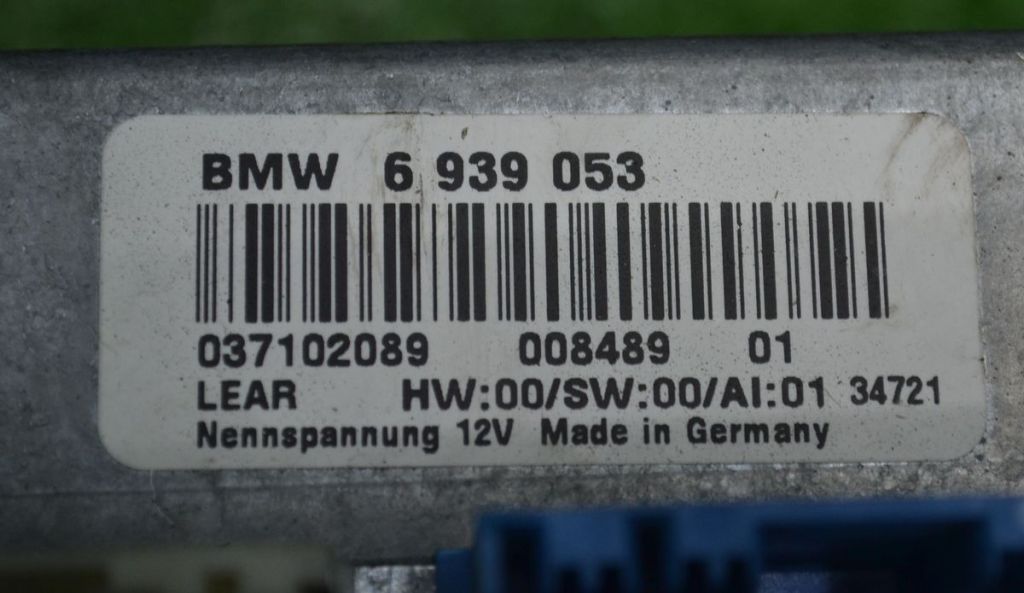 BMW 6 939 053
037102089 008489 01
LEAR HW:00/SW:00/AI:01 34721
Nennspannung 12V Made in Germany